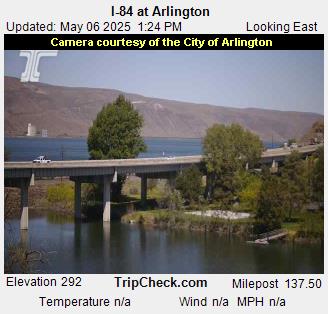 I-84 at Arlington
Updated: May 06 2025 1:24 PM Looking East
Camera courtesy of the City of Arlington
Elevation 292 TripCheck.com Milepost 137.50
Temperature n/a Wind n/a MPH n/a